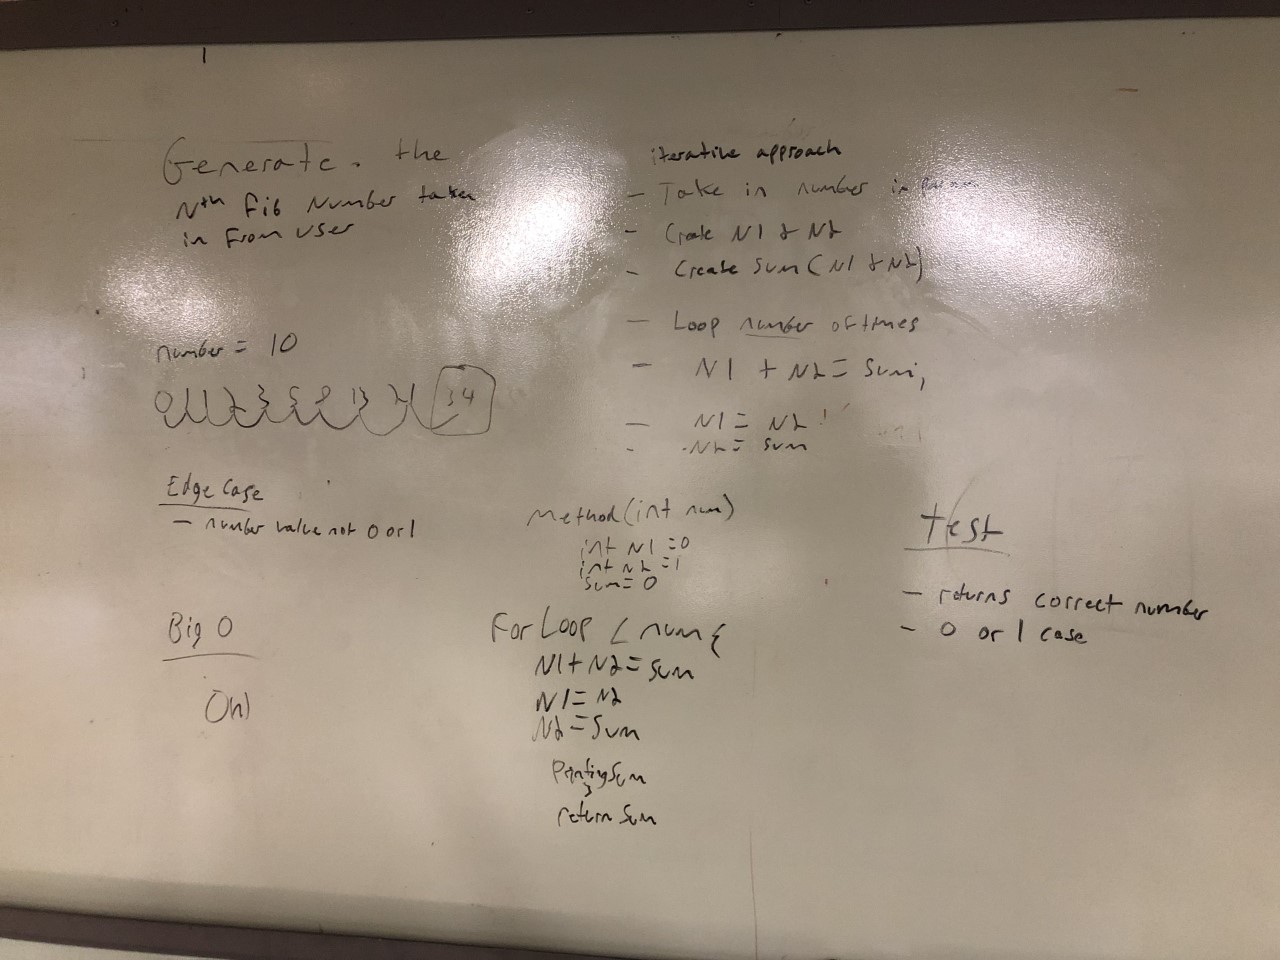 Generate the
Nth Fib Number taken
in from user
number = 10
0 1 1 2 3 5 8 13 21 34
Edge Case
- number value not 0 or 1
Big O
O(n)
iterative approach
- Take in number in param
- Create N1 & N2
- Create sum (N1 & N2)
- Loop number of times
- N1 + N2 = sum;
- N1 = N2
- N2 = sum
Method(int num)
int N1 = 0
int N2 = 1
sum = 0
For Loop < num {
N1 + N2 = sum
N1 = N2
N2 = sum
Printing sum
}
return sum
Test
- returns correct number
- 0 or 1 case